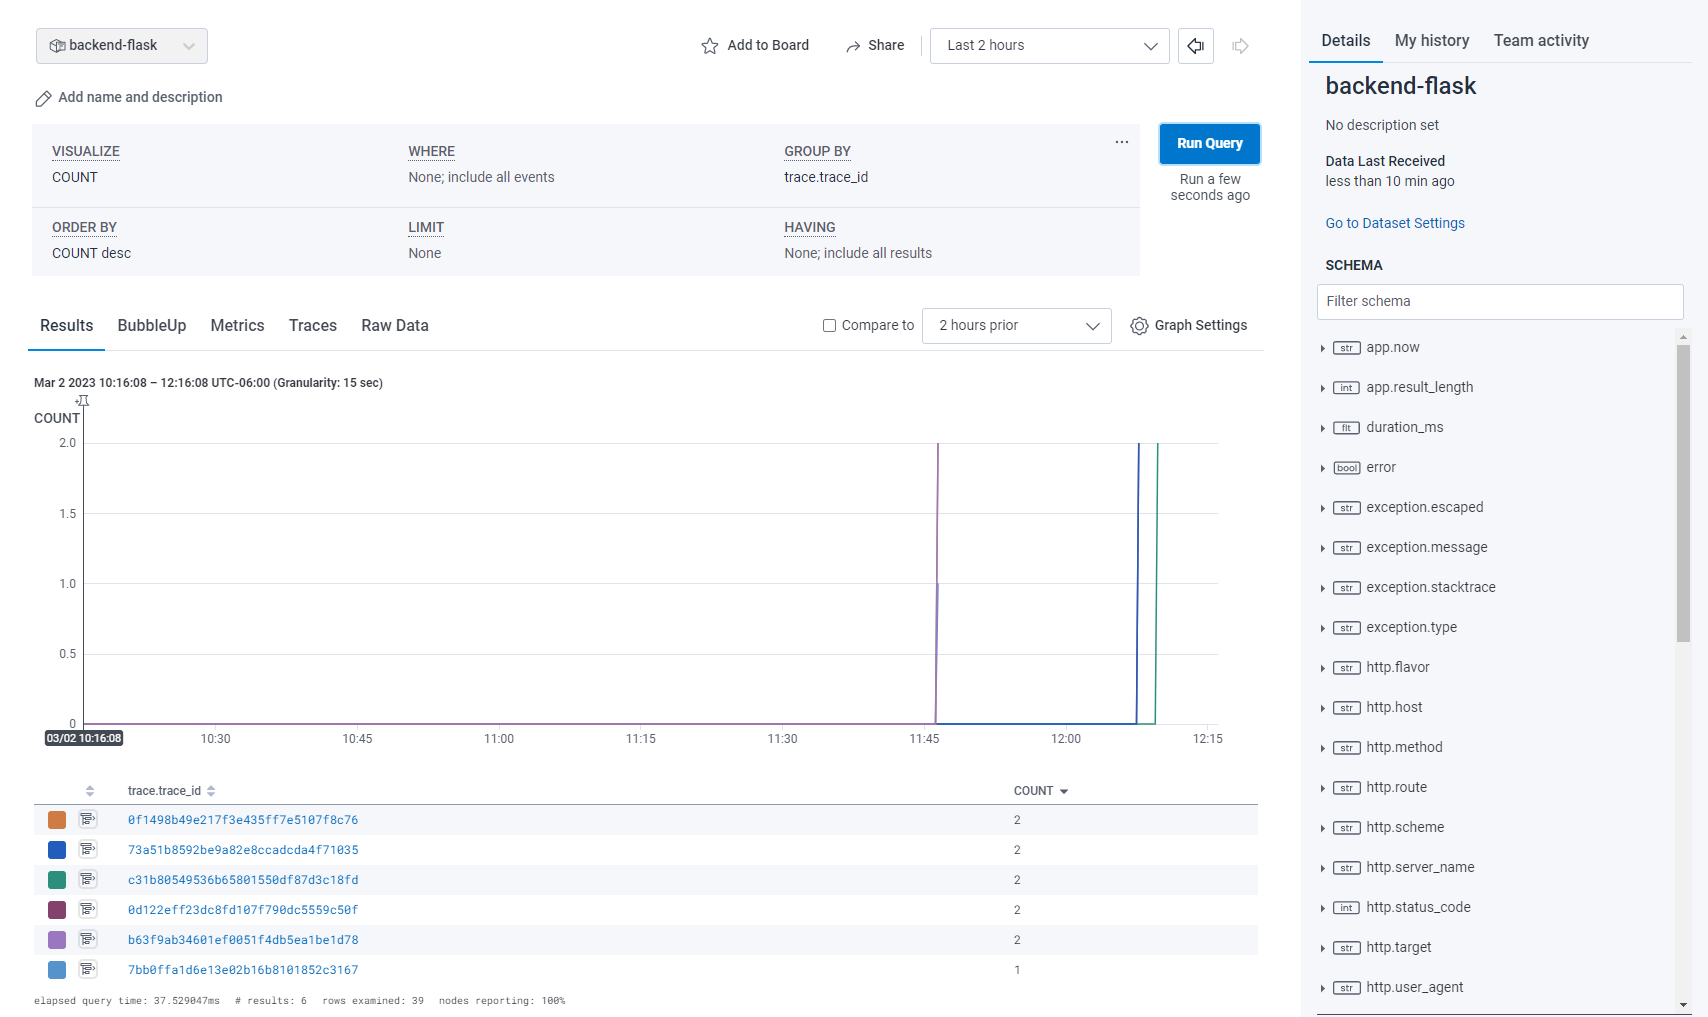 backend-flask
Add to Board
Share
Last 2 hours
Add name and description
VISUALIZE
COUNT
WHERE
None; include all events
GROUP BY
trace.trace_id
ORDER BY
COUNT desc
LIMIT
None
HAVING
None; include all results
Run Query
Run a few
seconds ago
Results BubbleUp Metrics Traces Raw Data
Compare to
2 hours prior
Graph Settings
Mar 2 2023 10:16:08 – 12:16:08 UTC-06:00 (Granularity: 15 sec)
COUNT
2.0
1.5
1.0
0.5
0
03/02 10:16:08 10:30 10:45 11:00 11:15 11:30 11:45 12:00 12:15
trace.trace_id COUNT
0f1498b49e217f3e435ff7e5107f8c76 2
73a51b8592be9a82e8ccadcda4f71035 2
c31b80549536b65801550df87d3c18fd 2
0d122eff23dc8fd107f790dc5559c50f 2
b63f9ab34601ef0051f4db5ea1be1d78 2
7bb0ffa1d6e13e02b16b8101852c3167 1
elapsed query time: 37.529047ms # results: 6 rows examined: 39 nodes reporting: 100%
Details My history Team activity
backend-flask
No description set
Data Last Received
less than 10 min ago
Go to Dataset Settings
SCHEMA
Filter schema
str app.now
int app.result_length
flt duration_ms
bool error
str exception.escaped
str exception.message
str exception.stacktrace
str exception.type
str http.flavor
str http.host
str http.method
str http.route
str http.scheme
str http.server_name
int http.status_code
str http.target
str http.user_agent